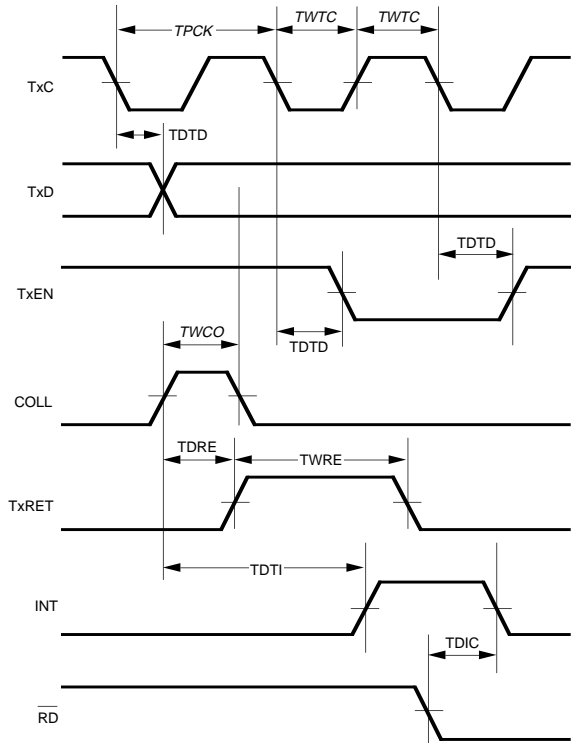 TPCK TWTC TWTC
TxC
TDTD
TxD
TDTD
TxEN
TWCO TDTD
COLL
TDRE TWRE
TxRET
TDTI
INT
TDIC
RD